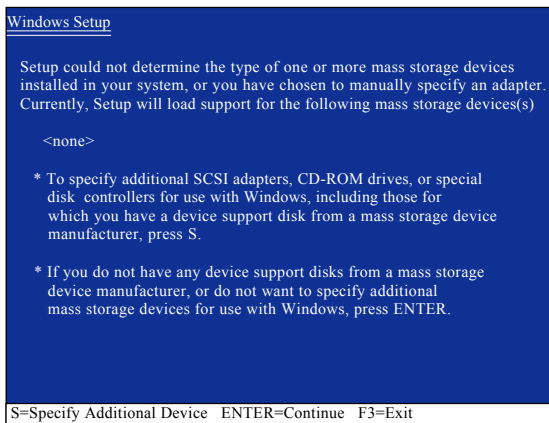 Windows Setup
Setup could not determine the type of one or more mass storage devices
installed in your system, or you have chosen to manually specify an adapter.
Currently, Setup will load support for the following mass storage devices(s)
<none>
* To specify additional SCSI adapters, CD-ROM drives, or special
disk controllers for use with Windows, including those for
which you have a device support disk from a mass storage device
manufacturer, press S.
* If you do not have any device support disks from a mass storage
device manufacturer, or do not want to specify additional
mass storage devices for use with Windows, press ENTER.
S=Specify Additional Device ENTER=Continue F3=Exit